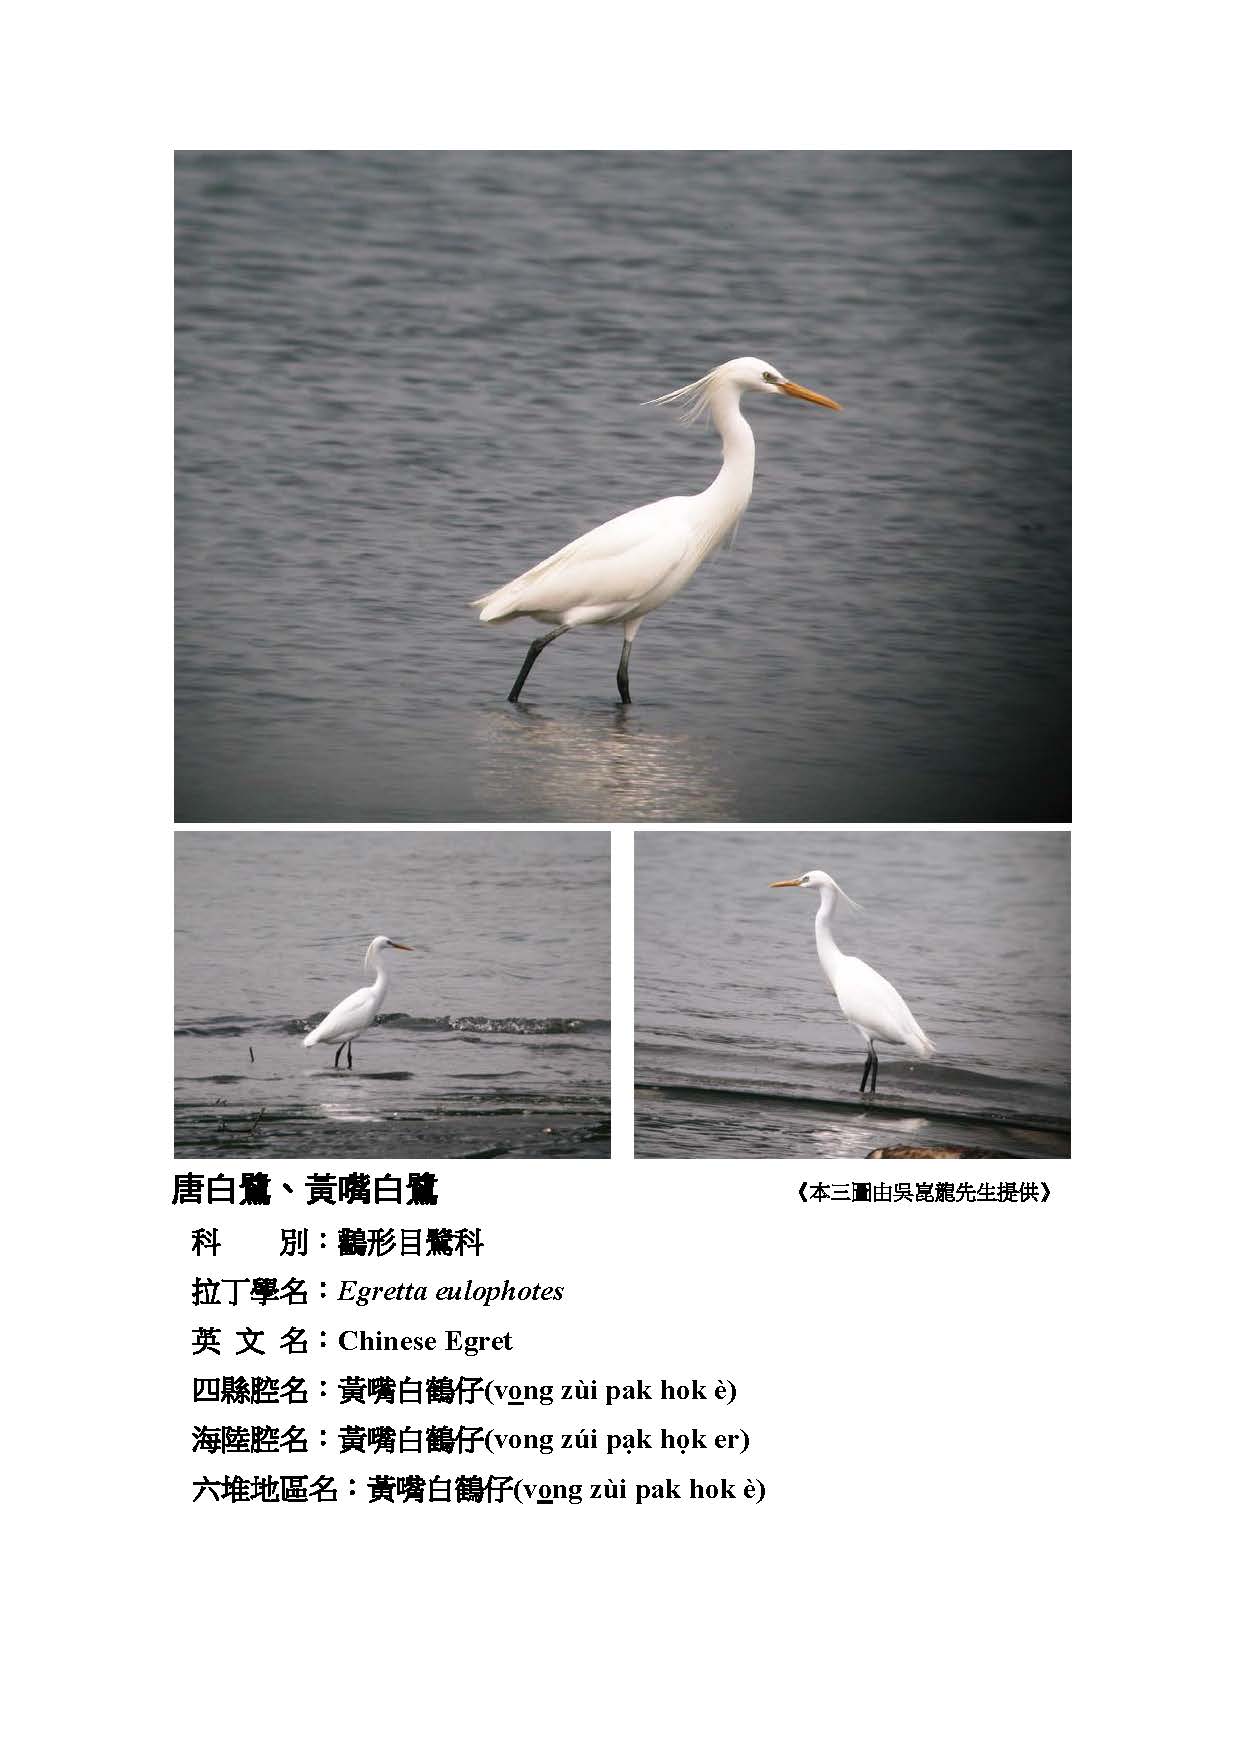 唐白鷺、黃嘴白鷺 《本三圖由吳崑龍先生提供》
科　　別：鸛形目鷺科
拉丁學名：Egretta eulophotes
英 文 名：Chinese Egret
四縣腔名：黃嘴白鶴仔(vo̲ng zùi pak hok è)
海陸腔名：黃嘴白鶴仔(vong zúi pạk họk er)
六堆地區名：黃嘴白鶴仔(vo̲ng zùi pak hok è)